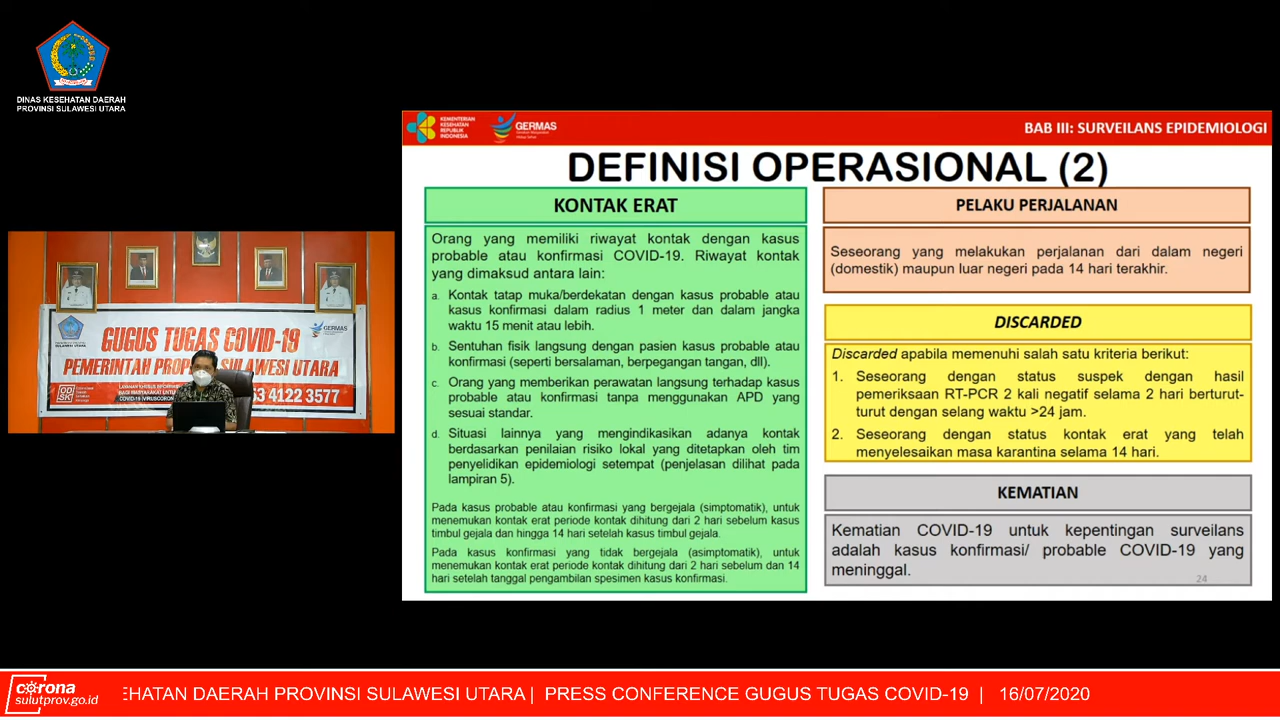 DINAS KESEHATAN DAERAH
PROVINSI SULAWESI UTARA
GUGUS TUGAS COVID-19
GERMAS
PEMERINTAH PROPINSI SULAWESI UTARA
4122 3577
KEMENTERIAN
KESEHATAN
REPUBLIK
INDONESIA
GERMAS
BAB III: SURVEILANS EPIDEMIOLOGI
DEFINISI OPERASIONAL (2)
KONTAK ERAT
Orang yang memiliki riwayat kontak dengan kasus
probable atau konfirmasi COVID-19. Riwayat kontak
yang dimaksud antara lain:
a. Kontak tatap muka/berdekatan dengan kasus probable atau
kasus konfirmasi dalam radius 1 meter dan dalam jangka
waktu 15 menit atau lebih.
b. Sentuhan fisik langsung dengan pasien kasus probable atau
konfirmasi (seperti bersalaman, berpegangan tangan, dll).
c. Orang yang memberikan perawatan langsung terhadap kasus
probable atau konfirmasi tanpa menggunakan APD yang
sesuai standar.
d. Situasi lainnya yang mengindikasikan adanya kontak
berdasarkan penilaian risiko lokal yang ditetapkan oleh tim
penyelidikan epidemiologi setempat (penjelasan dilihat pada
lampiran 5).
Pada kasus probable atau konfirmasi yang bergejala (simptomatik), untuk
menemukan kontak erat periode kontak dihitung dari 2 hari sebelum kasus
timbul gejala dan hingga 14 hari setelah kasus timbul gejala.
Pada kasus konfirmasi yang tidak bergejala (asimptomatik), untuk
menemukan kontak erat periode kontak dihitung dari 2 hari sebelum dan 14
hari setelah tanggal pengambilan spesimen kasus konfirmasi.
PELAKU PERJALANAN
Seseorang yang melakukan perjalanan dari dalam negeri
(domestik) maupun luar negeri pada 14 hari terakhir.
DISCARDED
Discarded apabila memenuhi salah satu kriteria berikut:
1. Seseorang dengan status suspek dengan hasil
pemeriksaan RT-PCR 2 kali negatif selama 2 hari berturut-
turut dengan selang waktu >24 jam.
2. Seseorang dengan status kontak erat yang telah
menyelesaikan masa karantina selama 14 hari.
KEMATIAN
Kematian COVID-19 untuk kepentingan surveilans
adalah kasus konfirmasi/ probable COVID-19 yang
meninggal.
24
corona
sulutprov.go.id
EHATAN DAERAH PROVINSI SULAWESI UTARA | PRESS CONFERENCE GUGUS TUGAS COVID-19 | 16/07/2020